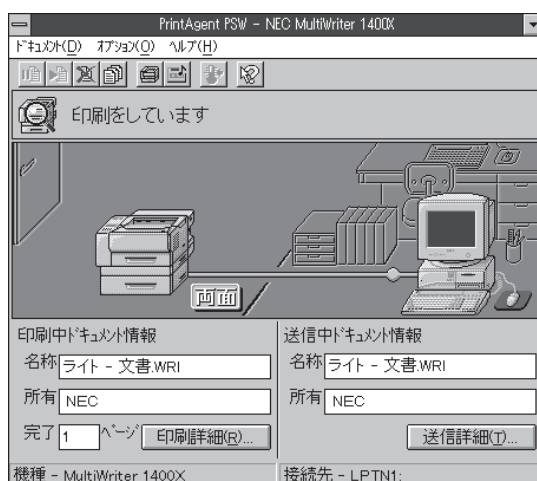 PrintAgent PSW - NEC MultiWriter 1400X
ﾄﾞｷｭﾒﾝﾄ(D) ｵﾌﾟｼｮﾝ(O) ﾍﾙﾌﾟ(H)
印刷をしています
両面
印刷中ﾄﾞｷｭﾒﾝﾄ情報
名称 ライト - 文書.WRI
所有 NEC
完了 1 ﾍﾟｰｼﾞ 印刷詳細(R)...
機種 - MultiWriter 1400X
送信中ﾄﾞｷｭﾒﾝﾄ情報
名称 ライト - 文書.WRI
所有 NEC
送信詳細(T)...
接続先 - LPTN1: